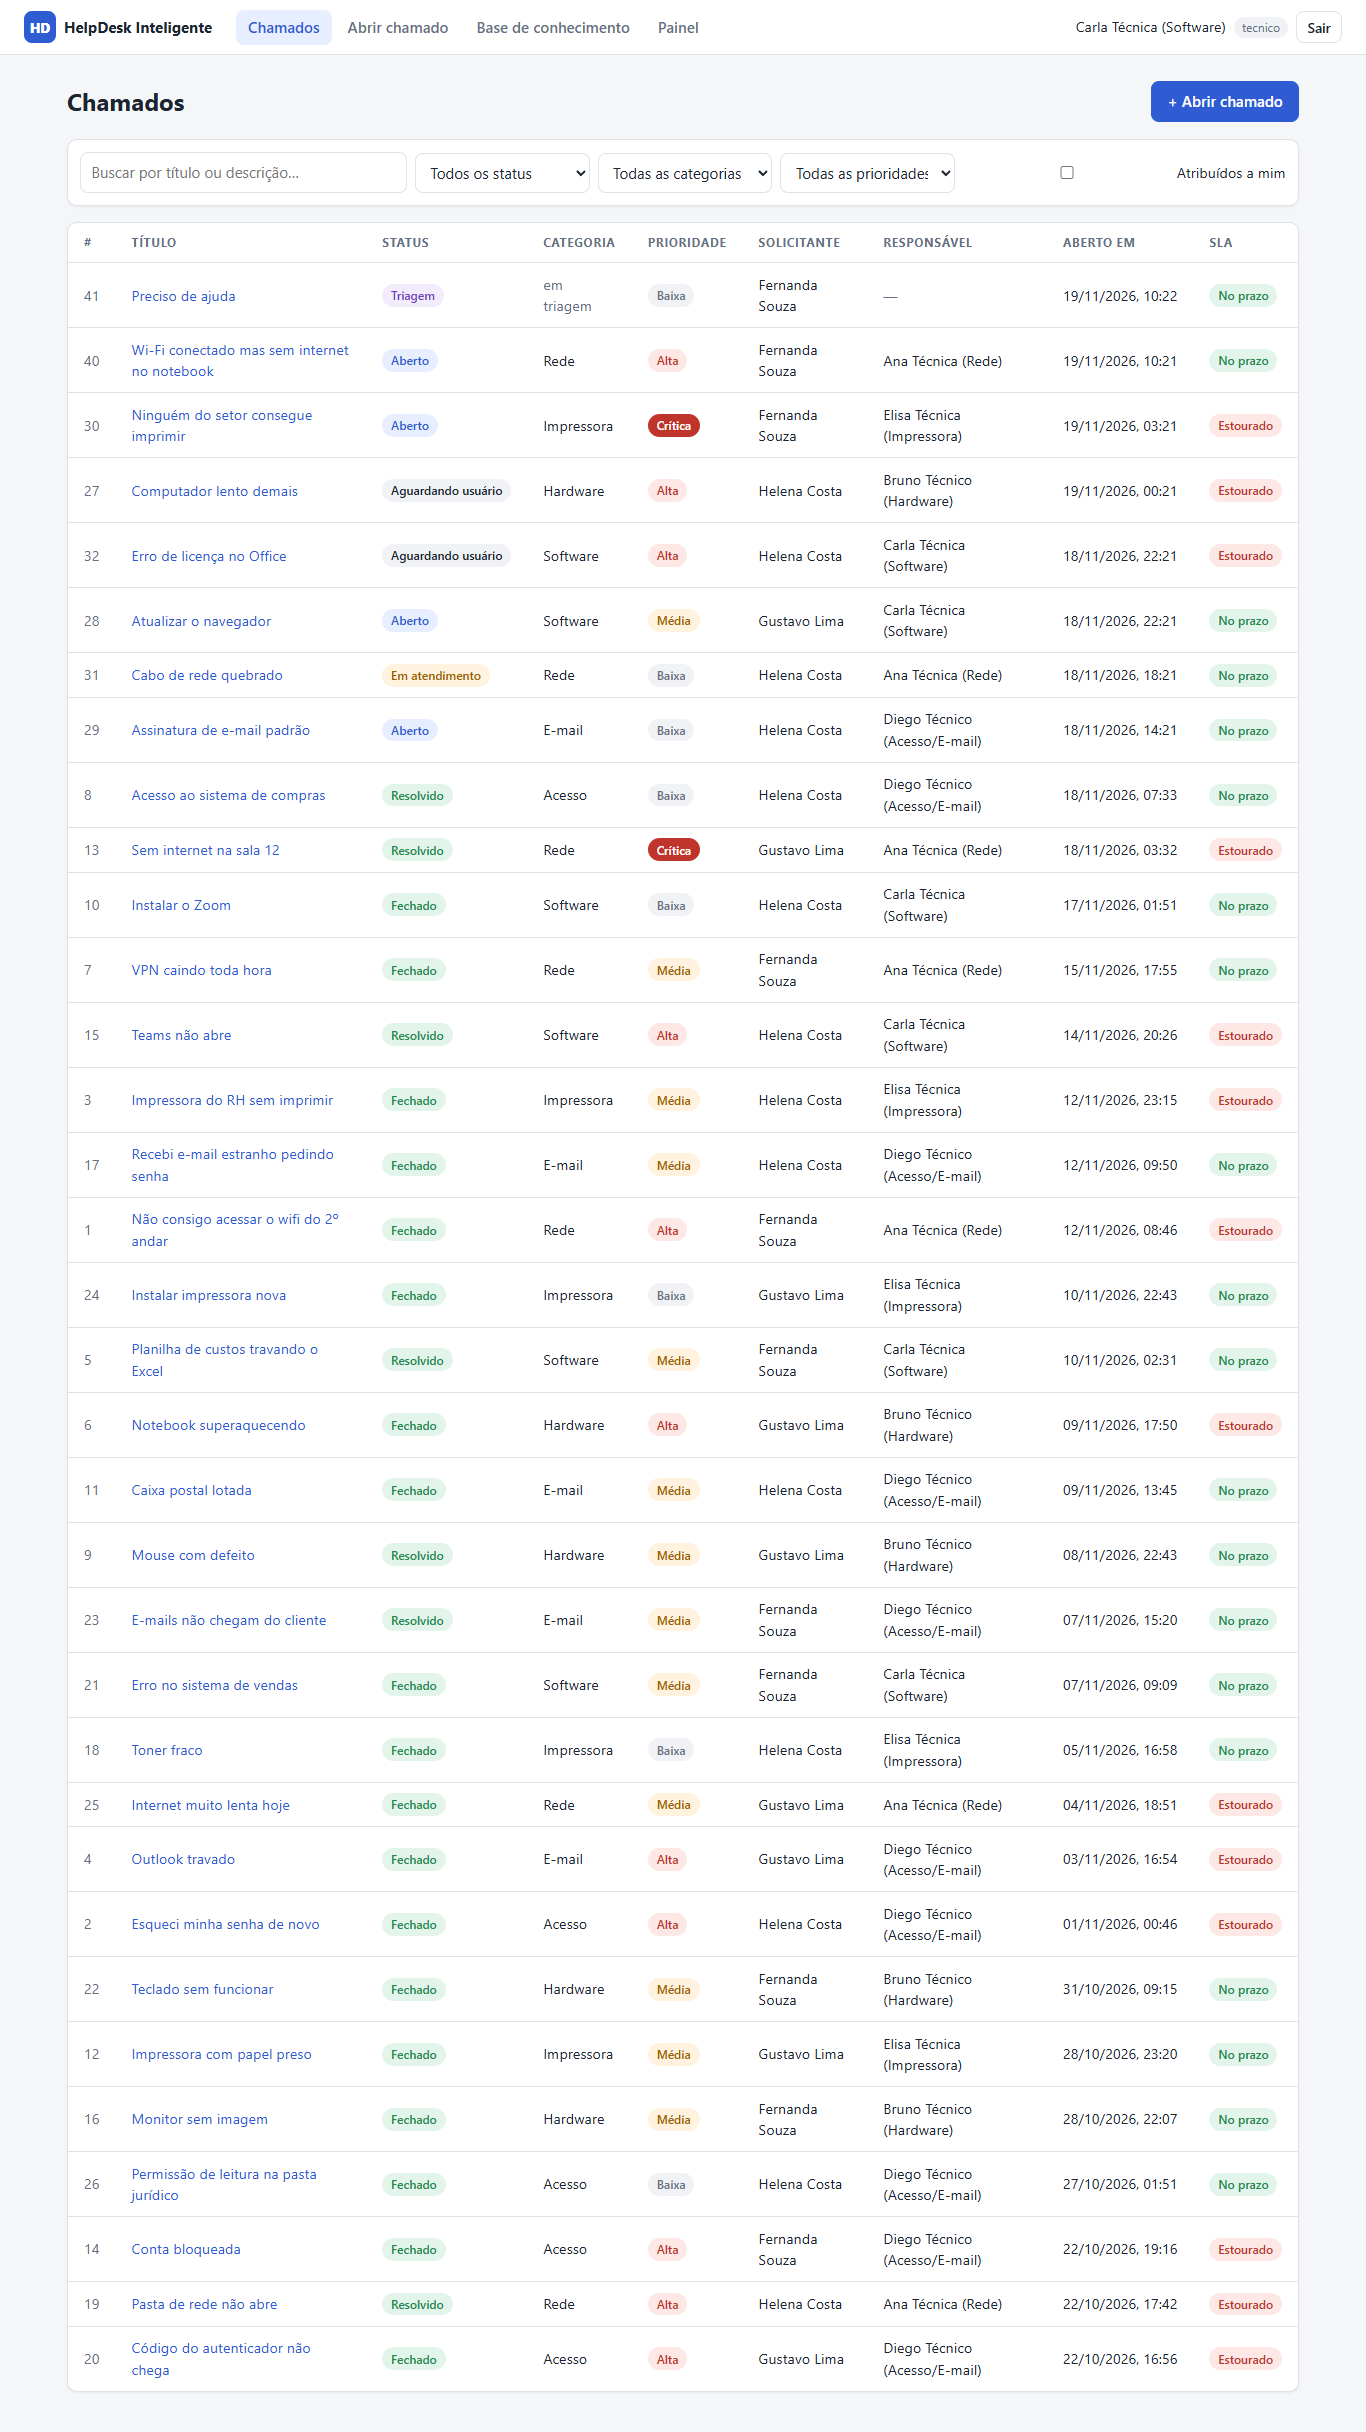 HD HelpDesk Inteligente Chamados Abrir chamado Base de conhecimento Painel Carla Técnica (Software) tecnico Sair
Chamados + Abrir chamado
Buscar por título ou descrição... Todos os status Todas as categorias Todas as prioridades Atribuídos a mim
# TÍTULO STATUS CATEGORIA PRIORIDADE SOLICITANTE RESPONSÁVEL ABERTO EM SLA
41 Preciso de ajuda Triagem em triagem Baixa Fernanda Souza — 19/11/2026, 10:22 No prazo
40 Wi-Fi conectado mas sem internet no notebook Aberto Rede Alta Fernanda Souza Ana Técnica (Rede) 19/11/2026, 10:21 No prazo
30 Ninguém do setor consegue imprimir Aberto Impressora Crítica Fernanda Souza Elisa Técnica (Impressora) 19/11/2026, 03:21 Estourado
27 Computador lento demais Aguardando usuário Hardware Alta Helena Costa Bruno Técnico (Hardware) 19/11/2026, 00:21 Estourado
32 Erro de licença no Office Aguardando usuário Software Alta Helena Costa Carla Técnica (Software) 18/11/2026, 22:21 Estourado
28 Atualizar o navegador Aberto Software Média Gustavo Lima Carla Técnica (Software) 18/11/2026, 22:21 No prazo
31 Cabo de rede quebrado Em atendimento Rede Baixa Helena Costa Ana Técnica (Rede) 18/11/2026, 18:21 No prazo
29 Assinatura de e-mail padrão Aberto E-mail Baixa Helena Costa Diego Técnico (Acesso/E-mail) 18/11/2026, 14:21 No prazo
8 Acesso ao sistema de compras Resolvido Acesso Baixa Helena Costa Diego Técnico (Acesso/E-mail) 18/11/2026, 07:33 No prazo
13 Sem internet na sala 12 Resolvido Rede Crítica Gustavo Lima Ana Técnica (Rede) 18/11/2026, 03:32 Estourado
10 Instalar o Zoom Fechado Software Baixa Helena Costa Carla Técnica (Software) 17/11/2026, 01:51 No prazo
7 VPN caindo toda hora Fechado Rede Média Fernanda Souza Ana Técnica (Rede) 15/11/2026, 17:55 No prazo
15 Teams não abre Resolvido Software Alta Helena Costa Carla Técnica (Software) 14/11/2026, 20:26 Estourado
3 Impressora do RH sem imprimir Fechado Impressora Média Helena Costa Elisa Técnica (Impressora) 12/11/2026, 23:15 Estourado
17 Recebi e-mail estranho pedindo senha Fechado E-mail Média Helena Costa Diego Técnico (Acesso/E-mail) 12/11/2026, 09:50 No prazo
1 Não consigo acessar o wifi do 2º andar Fechado Rede Alta Fernanda Souza Ana Técnica (Rede) 12/11/2026, 08:46 Estourado
24 Instalar impressora nova Fechado Impressora Baixa Gustavo Lima Elisa Técnica (Impressora) 10/11/2026, 22:43 No prazo
5 Planilha de custos travando o Excel Resolvido Software Média Fernanda Souza Carla Técnica (Software) 10/11/2026, 02:31 No prazo
6 Notebook superaquecendo Fechado Hardware Alta Gustavo Lima Bruno Técnico (Hardware) 09/11/2026, 17:50 Estourado
11 Caixa postal lotada Fechado E-mail Média Helena Costa Diego Técnico (Acesso/E-mail) 09/11/2026, 13:45 No prazo
9 Mouse com defeito Resolvido Hardware Média Gustavo Lima Bruno Técnico (Hardware) 08/11/2026, 22:43 No prazo
23 E-mails não chegam do cliente Resolvido E-mail Média Fernanda Souza Diego Técnico (Acesso/E-mail) 07/11/2026, 15:20 No prazo
21 Erro no sistema de vendas Fechado Software Média Fernanda Souza Carla Técnica (Software) 07/11/2026, 09:09 No prazo
18 Toner fraco Fechado Impressora Baixa Helena Costa Elisa Técnica (Impressora) 05/11/2026, 16:58 No prazo
25 Internet muito lenta hoje Fechado Rede Média Gustavo Lima Ana Técnica (Rede) 04/11/2026, 18:51 Estourado
4 Outlook travado Fechado E-mail Alta Gustavo Lima Diego Técnico (Acesso/E-mail) 03/11/2026, 16:54 Estourado
2 Esqueci minha senha de novo Fechado Acesso Alta Helena Costa Diego Técnico (Acesso/E-mail) 01/11/2026, 00:46 Estourado
22 Teclado sem funcionar Fechado Hardware Média Fernanda Souza Bruno Técnico (Hardware) 31/10/2026, 09:15 No prazo
12 Impressora com papel preso Fechado Impressora Média Gustavo Lima Elisa Técnica (Impressora) 28/10/2026, 23:20 No prazo
16 Monitor sem imagem Fechado Hardware Média Fernanda Souza Bruno Técnico (Hardware) 28/10/2026, 22:07 No prazo
26 Permissão de leitura na pasta jurídico Fechado Acesso Baixa Helena Costa Diego Técnico (Acesso/E-mail) 27/10/2026, 01:51 No prazo
14 Conta bloqueada Fechado Acesso Alta Fernanda Souza Diego Técnico (Acesso/E-mail) 22/10/2026, 19:16 Estourado
19 Pasta de rede não abre Resolvido Rede Alta Helena Costa Ana Técnica (Rede) 22/10/2026, 17:42 Estourado
20 Código do autenticador não chega Fechado Acesso Alta Gustavo Lima Diego Técnico (Acesso/E-mail) 22/10/2026, 16:56 Estourado